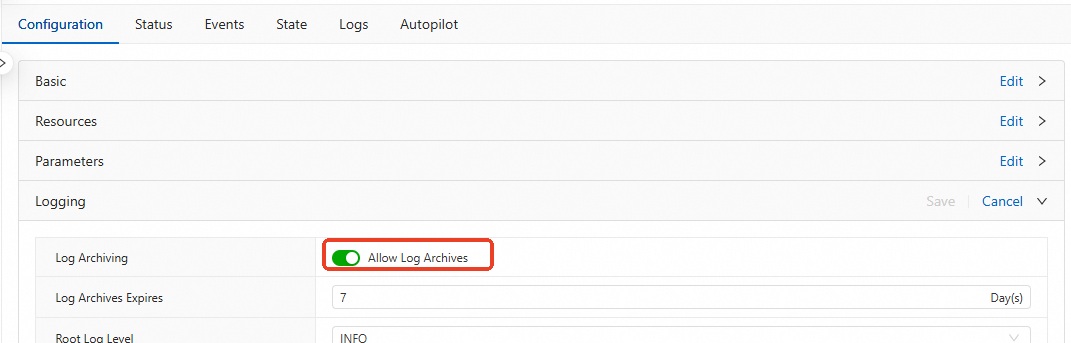 Configuration Status Events State Logs Autopilot
Basic Edit
Resources Edit
Parameters Edit
Logging Save Cancel
Log Archiving Allow Log Archives
Log Archives Expires 7 Day(s)
Root Log Level INFO